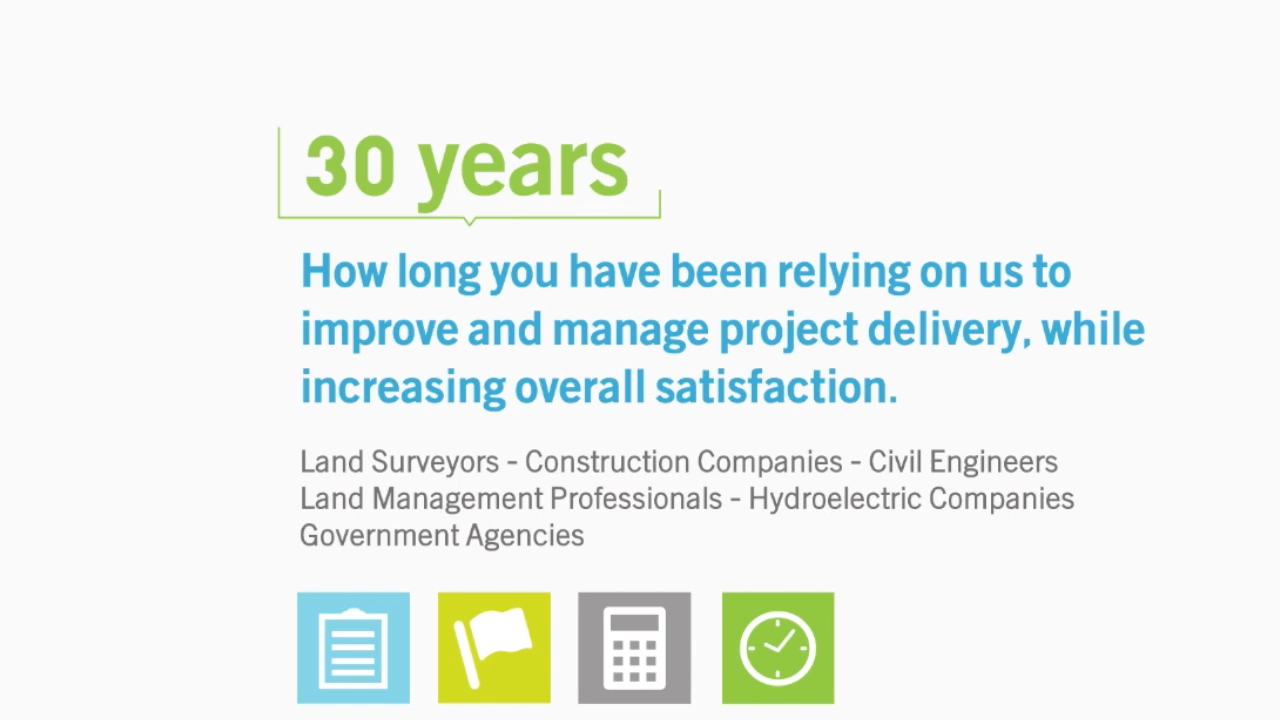 30 years
How long you have been relying on us to
improve and manage project delivery, while
increasing overall satisfaction.
Land Surveyors - Construction Companies - Civil Engineers
Land Management Professionals - Hydroelectric Companies
Government Agencies